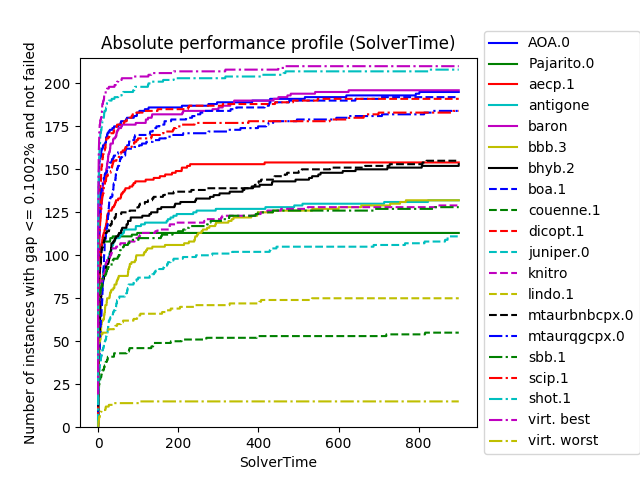 Absolute performance profile (SolverTime)
Number of instances with gap <= 0.1002% and not failed
200
175
150
125
100
75
50
25
0
0 200 400 600 800
SolverTime
AOA.0
Pajarito.0
aecp.1
antigone
baron
bbb.3
bhyb.2
boa.1
couenne.1
dicopt.1
juniper.0
knitro
lindo.1
mtaurbnbcpx.0
mtaurqgcpx.0
sbb.1
scip.1
shot.1
virt. best
virt. worst